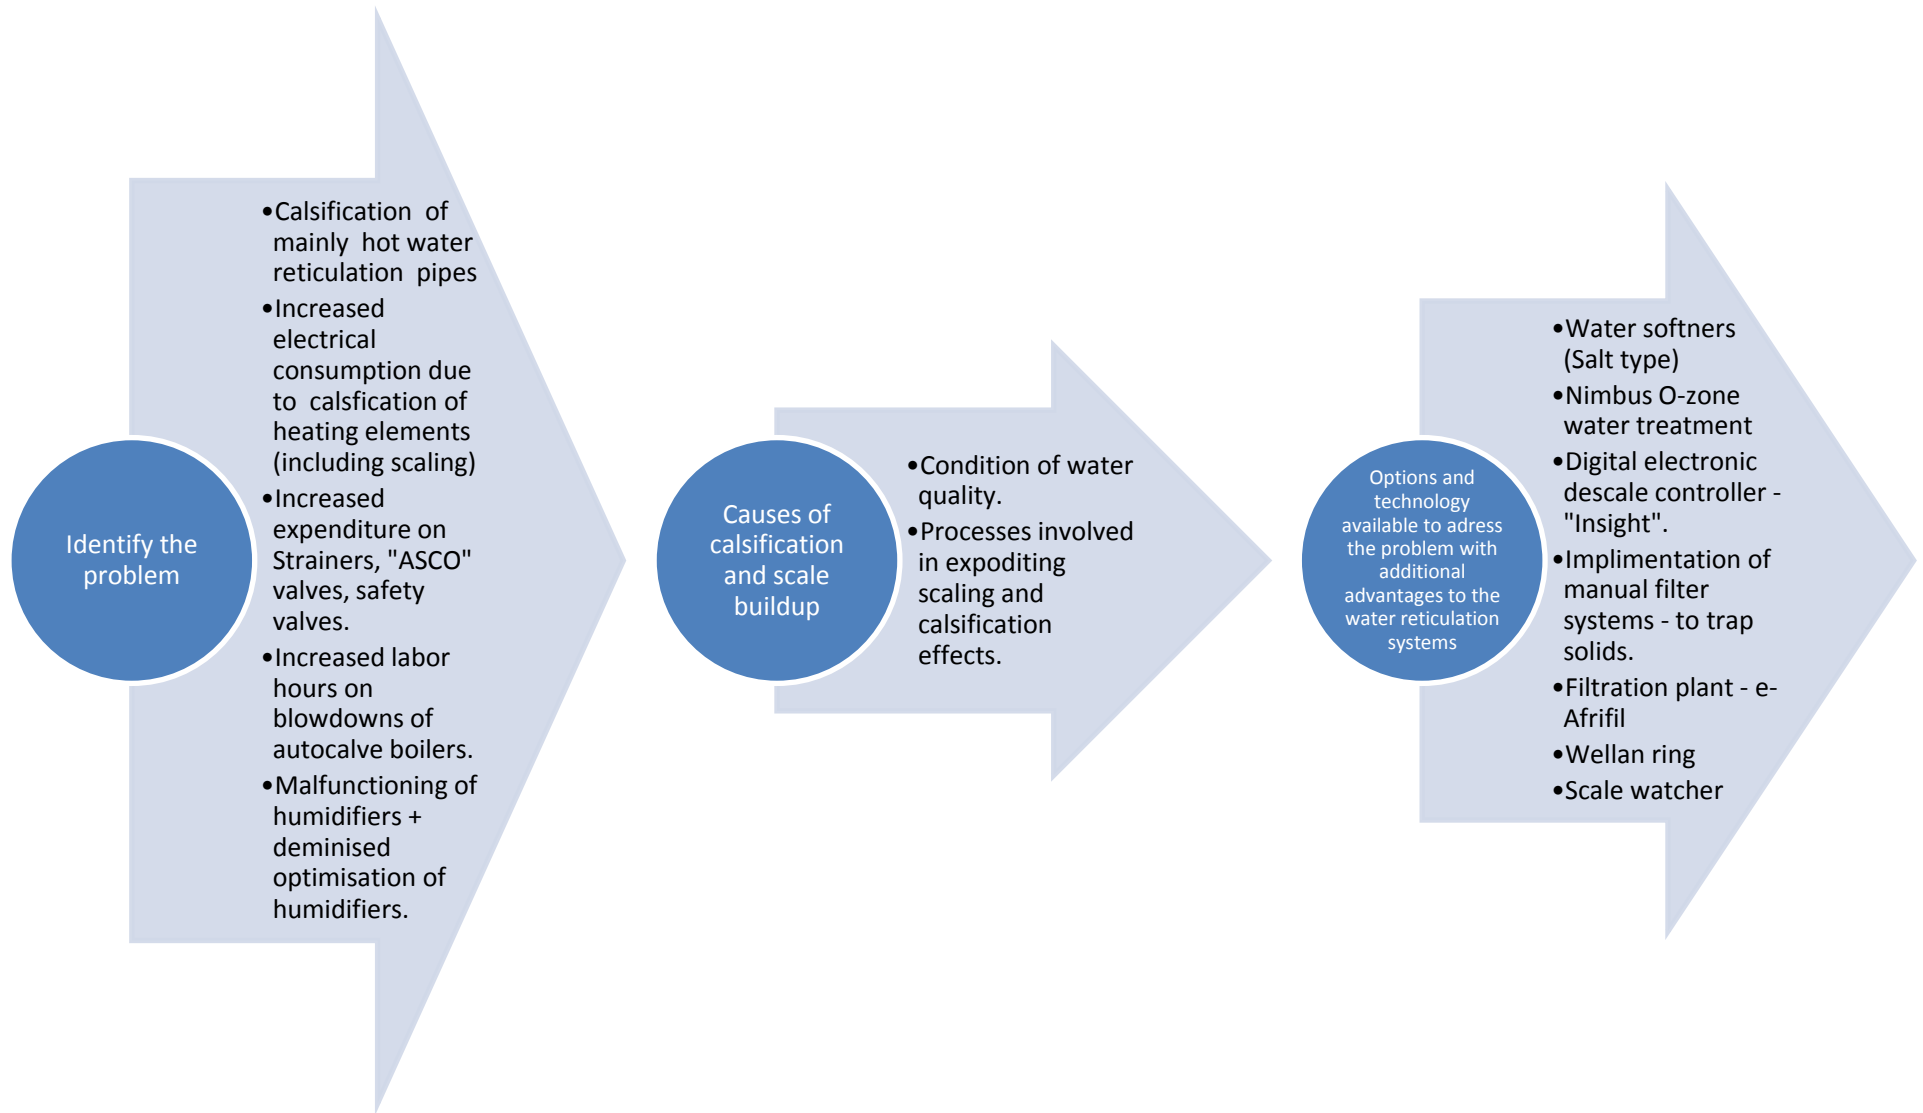 Identify the
problem
•Calsification of
mainly hot water
reticulation pipes
•Increased
electrical
consumption due
to calsfication of
heating elements
(including scaling)
•Increased
expenditure on
Strainers, "ASCO"
valves, safety
valves.
•Increased labor
hours on
blowdowns of
autocalve boilers.
•Malfunctioning of
humidifiers +
deminised
optimisation of
humidifiers.
Causes of
calsification
and scale
buildup
•Condition of water
quality.
•Processes involved
in expoditing
scaling and
calsification
effects.
Options and
technology
available to adress
the problem with
additional
advantages to the
water reticulation
systems
•Water softners
(Salt type)
•Nimbus O-zone
water treatment
•Digital electronic
descale controller -
"Insight".
•Implimentation of
manual filter
systems - to trap
solids.
•Filtration plant - e-
Afrifil
•Wellan ring
•Scale watcher